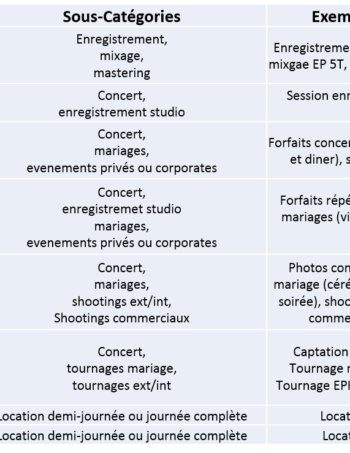 Sous-Catégories Exem
Enregistrement,
mixage,
mastering
Enregistreme
mixgae EP 5T,
Concert,
enregistrement studio
Session enr
Concert,
mariages,
evenements privés ou corporates
Forfaits concer
et diner), s
Concert,
enregistremet studio
mariages,
evenements privés ou corporates
Forfaits répé
mariages (vi
Concert,
mariages,
shootings ext/int,
Shootings commerciaux
Photos con
mariage (céré
soirée), shoo
comme
Concert,
tournages mariage,
tournages ext/int
Captation
Tournage r
Tournage EPI
Location demi-journée ou journée complète Locat
Location demi-journée ou journée complète Locat